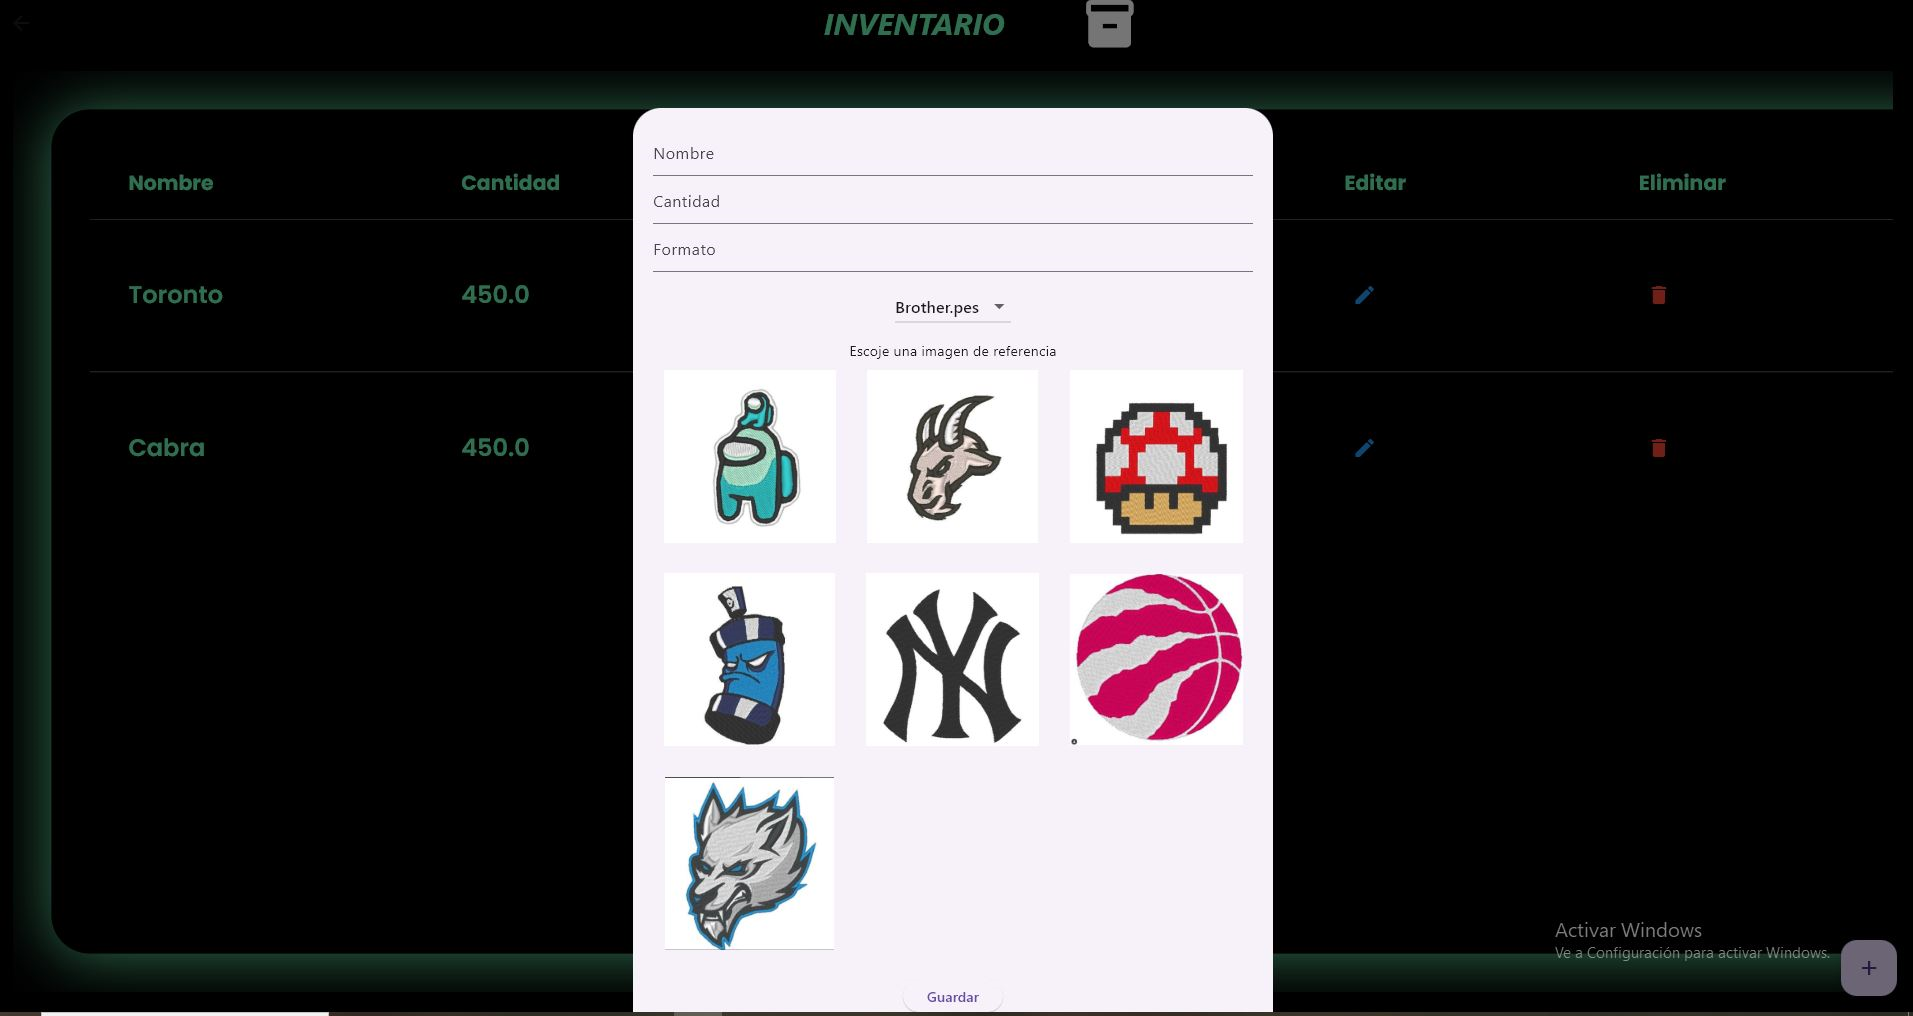 INVENTARIO
Nombre
Cantidad
Editar
Eliminar
Toronto
450.0
Cabra
450.0
Nombre
Cantidad
Formato
Brother.pes
Escoje una imagen de referencia
NY
Guardar
Activar Windows
Ve a Configuración para activar Windows.
+